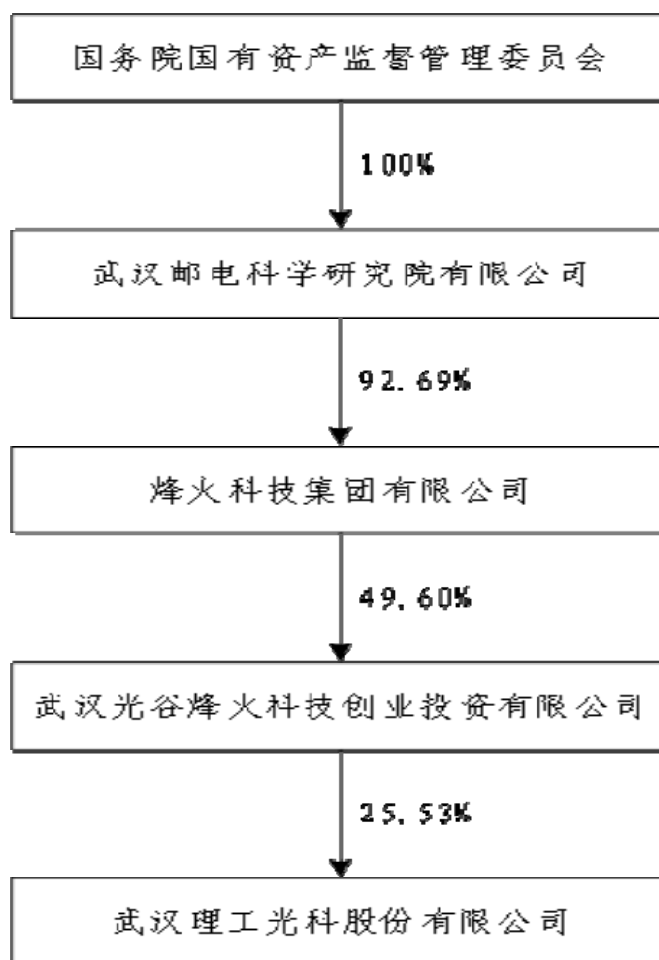 国务院国有资产监督管理委员会
100%
武汉邮电科学研究院有限公司
92.69%
烽火科技集团有限公司
49.60%
武汉光谷烽火科技创业投资有限公司
25.53%
武汉理工光科股份有限公司